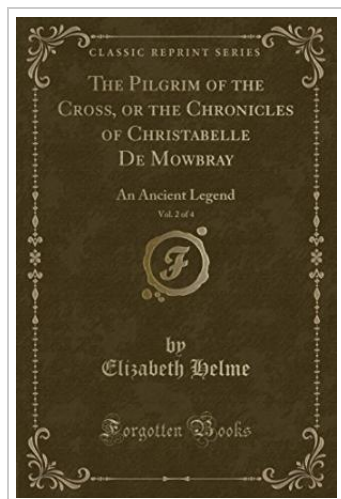 CLASSIC REPRINT SERIES
THE PILGRIM OF THE
CROSS, OR THE CHRONICLES
OF CHRISTABELLE
DE MOWBRAY
An Ancient Legend
Vol. 2 of 4
F
by
Elizabeth Helme
Forgotten Books